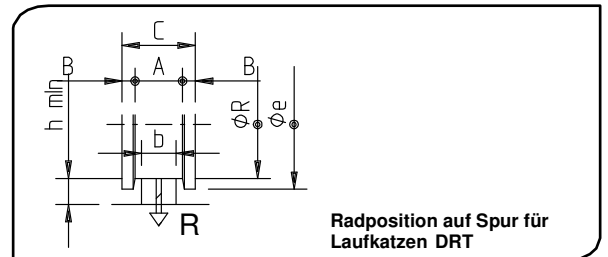 C
B A B
h min
ØR
Øe
b
R
Radposition auf Spur für
Laufkatzen DRT